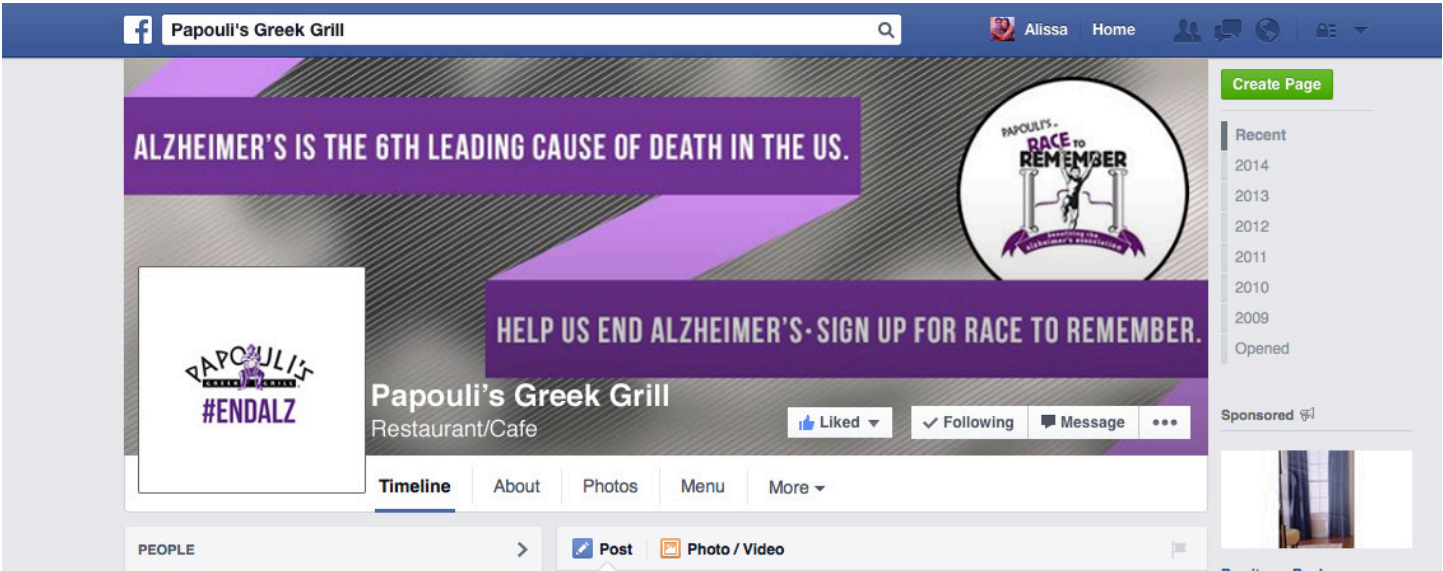 Papouli's Greek Grill
Alissa
Home
ALZHEIMER'S IS THE 6TH LEADING CAUSE OF DEATH IN THE US.
PAPOULI'S
RACE TO
REMEMBER
benefiting the
alzheimer's association
HELP US END ALZHEIMER'S • SIGN UP FOR RACE TO REMEMBER.
PAPOULI'S
GREEK GRILL
#ENDALZ
Papouli's Greek Grill
Restaurant/Cafe
Liked
Following
Message
Timeline
About
Photos
Menu
More
PEOPLE
Post
Photo / Video
Create Page
Recent
2014
2013
2012
2011
2010
2009
Opened
Sponsored